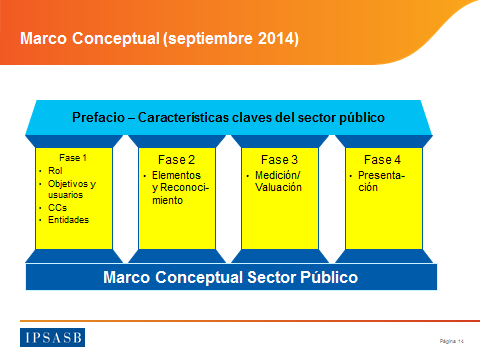 Marco Conceptual (septiembre 2014)
Prefacio – Características claves del sector público
Fase 1
• Rol
• Objetivos y
usuarios
• CCs
• Entidades
Fase 2
• Elementos
y Reconoci-
miento
Fase 3
• Medición/
Valuación
Fase 4
• Presenta-
ción
Marco Conceptual Sector Público
IPSASB
Página